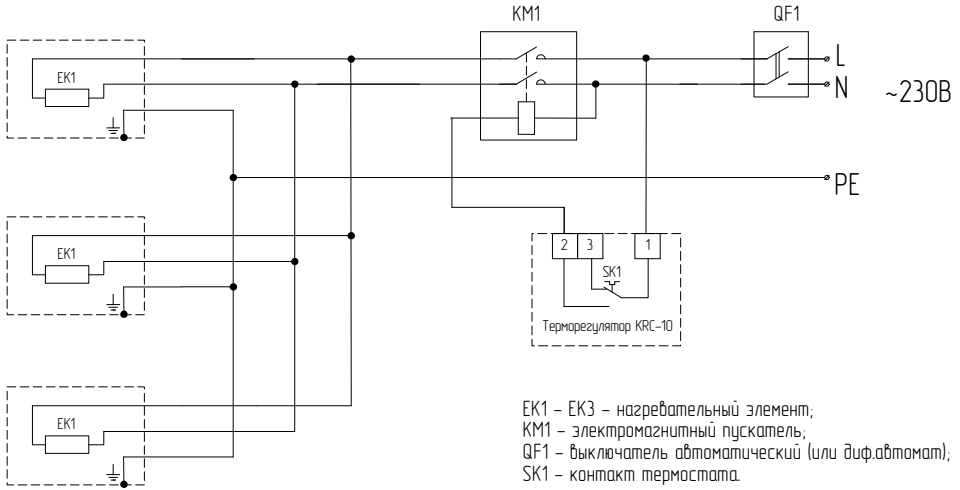 KM1
QF1
L
N
~230В
EK1
PE
EK1
2
3
1
SK1
Терморегулятор KRC-10
EK1
EK1 - EK3 - нагревательный элемент;
KM1 - электромагнитный пускатель;
QF1 - выключатель автоматический (или диф.автомат);
SK1 - контакт термостата.